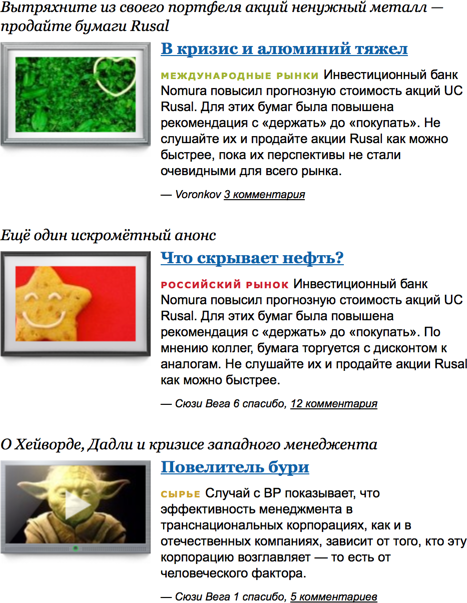 Вытряхните из своего портфеля акций ненужный металл —
продайте бумаги Rusal
В кризис и алюминий тяжел
МЕЖДУНАРОДНЫЕ РЫНКИ Инвестиционный банк
Nomura повысил прогнозную стоимость акций UC
Rusal. Для этих бумаг была повышена
рекомендация с «держать» до «покупать». Не
слушайте их и продайте акции Rusal как можно
быстрее, пока их перспективы не стали
очевидными для всего рынка.
— Voronkov 3 комментария
Ещё один искромётный анонс
Что скрывает нефть?
РОССИЙСКИЙ РЫНОК Инвестиционный банк
Nomura повысил прогнозную стоимость акций UC
Rusal. Для этих бумаг была повышена
рекомендация с «держать» до «покупать». По
мнению коллег, бумага торгуется с дисконтом к
аналогам. Не слушайте их и продайте акции Rusal
как можно быстрее.
— Сюзи Вега 6 спасибо, 12 комментария
О Хейворде, Дадли и кризисе западного менеджента
Повелитель бури
СЫРЬЕ Случай с BP показывает, что
эффективность менеджмента в
транснациональных корпорациях, как и в
отечественных компаниях, зависит от того, кто эту
корпорацию возглавляет — то есть от
человеческого фактора.
— Сюзи Вега 1 спасибо, 5 комментариев